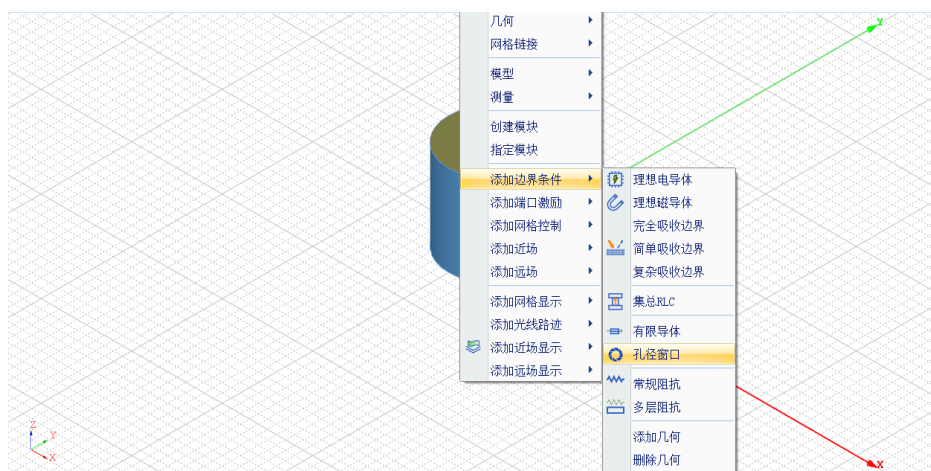 几何
网格链接
模型
测量
创建模块
指定模块
添加边界条件
添加端口激励
添加网格控制
添加近场
添加远场
添加网格显示
添加光线路迹
添加近场显示
添加远场显示
理想电导体
理想磁导体
完全吸收边界
简单吸收边界
复杂吸收边界
集总RLC
有限导体
孔径窗口
常规阻抗
多层阻抗
添加几何
删除几何
Y
X
Z
Y
X